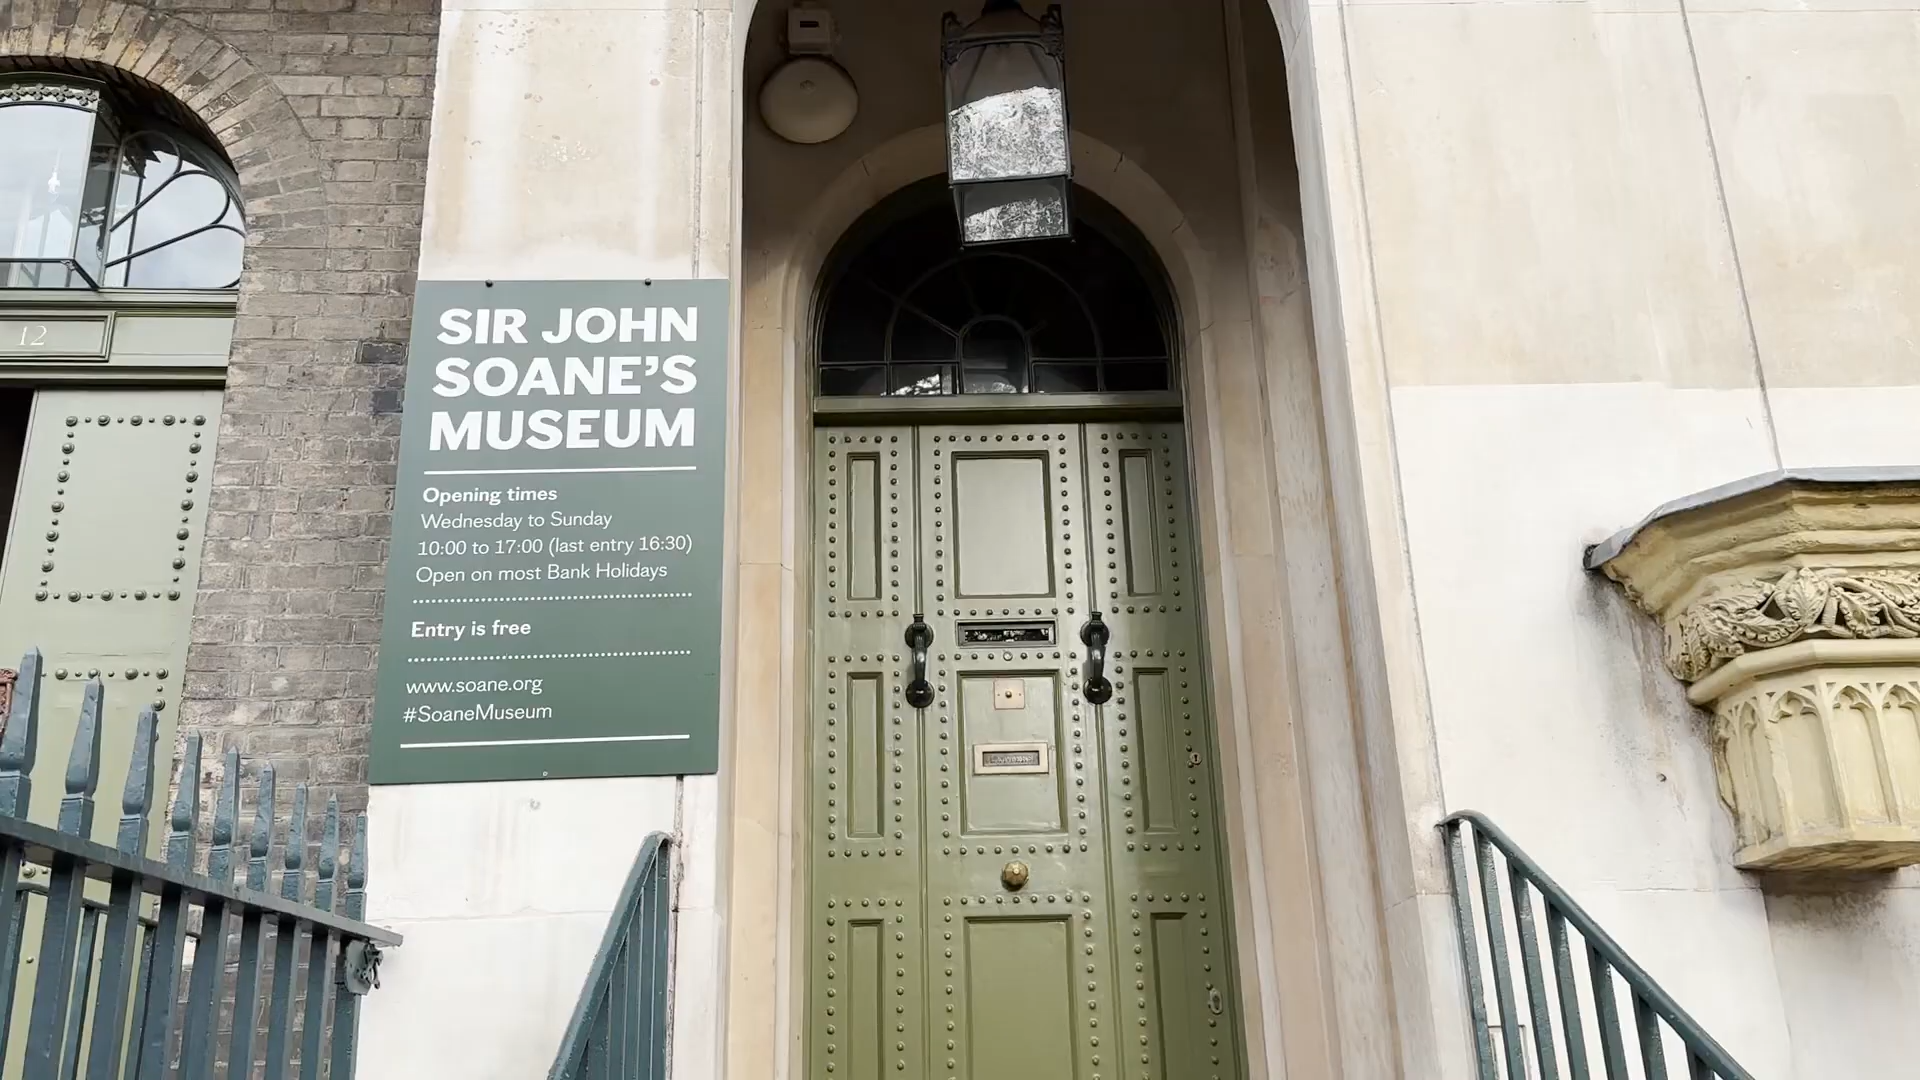 12
SIR JOHN
SOANE'S
MUSEUM
Opening times
Wednesday to Sunday
10:00 to 17:00 (last entry 16:30)
Open on most Bank Holidays
Entry is free
www.soane.org
#SoaneMuseum